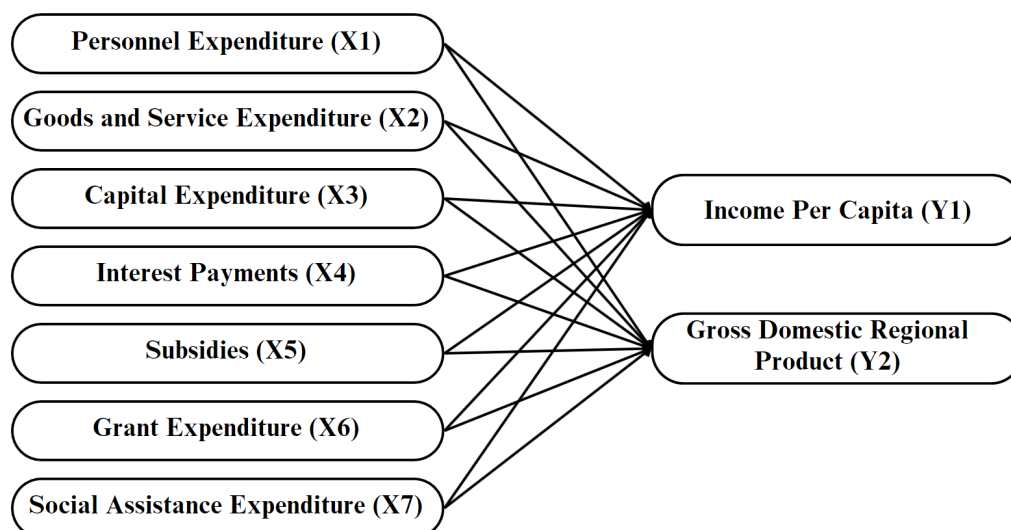 Personnel Expenditure (X1)
Goods and Service Expenditure (X2)
Capital Expenditure (X3)
Interest Payments (X4)
Subsidies (X5)
Grant Expenditure (X6)
Social Assistance Expenditure (X7)
Income Per Capita (Y1)
Gross Domestic Regional
Product (Y2)